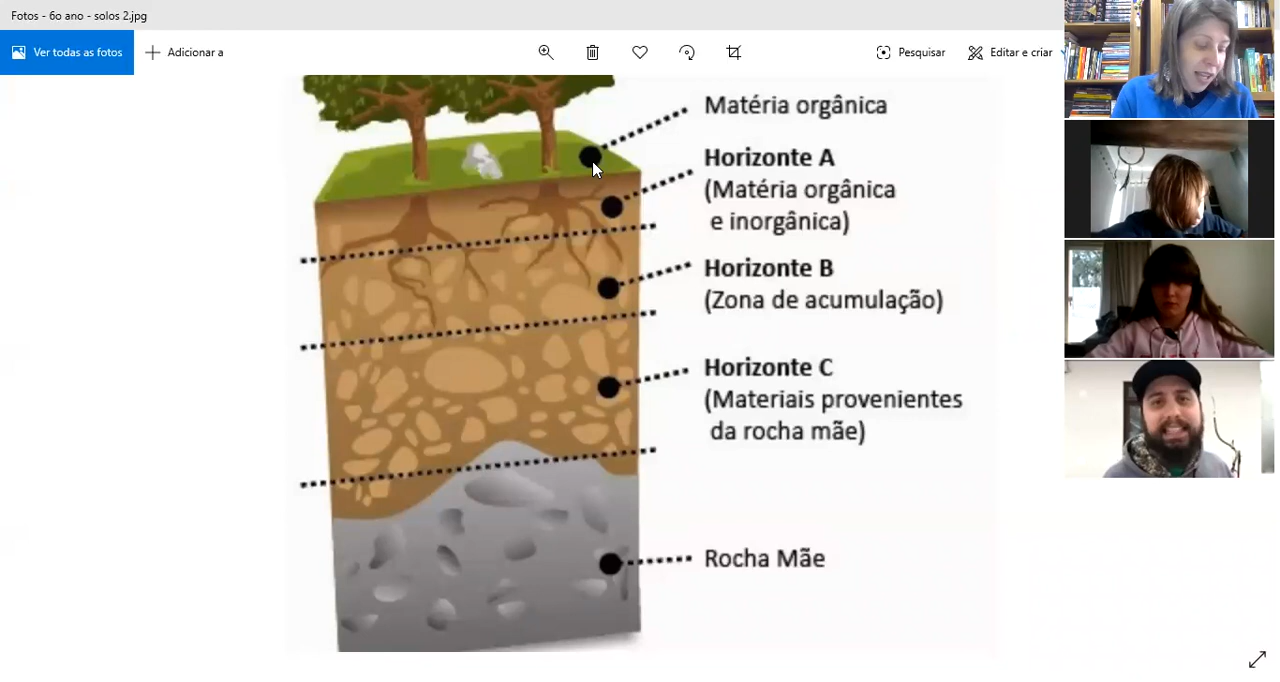 Fotos - 6o ano - solos 2.jpg
Ver todas as fotos
Adicionar a
Pesquisar
Editar e criar
Matéria orgânica
Horizonte A
(Matéria orgânica
e inorgânica)
Horizonte B
(Zona de acumulação)
Horizonte C
(Materiais provenientes
da rocha mãe)
Rocha Mãe